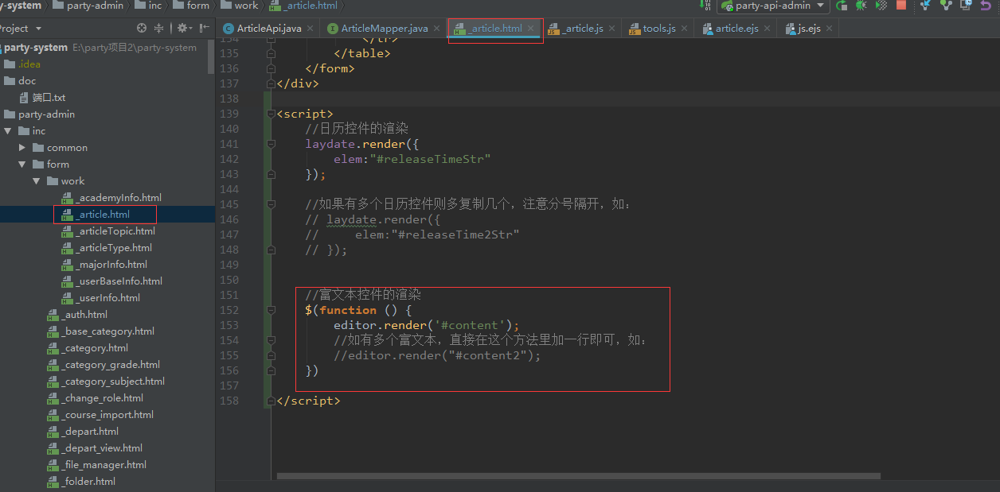 y-system party-admin inc form work _article.html party-api-admin
Project
ArticleApi.java ArticleMapper.java _article.html _article.js tools.js article.ejs js.ejs
party-system E:\party项目2\party-system
.idea
doc
端口.txt
party-admin
inc
common
form
work
_academyInfo.html
_article.html
_articleTopic.html
_articleType.html
_majorInfo.html
_userBaseInfo.html
_userInfo.html
_auth.html
_base_category.html
_category.html
_category_grade.html
_category_subject.html
_change_role.html
_course_import.html
_depart.html
_depart_view.html
_file_manager.html
_folder.html
134 </tr>
135 </table>
136 </form>
137 </div>
138
139 <script>
140 //日历控件的渲染
141 laydate.render({
142 elem:"#releaseTimeStr"
143 });
144
145 //如果有多个日历控件则多复制几个，注意分号隔开，如：
146 // laydate.render({
147 // elem:"#releaseTime2Str"
148 // });
149
150
151 //富文本控件的渲染
152 $(function () {
153 editor.render('#content');
154 //如有多个富文本，直接在这个方法里加一行即可，如：
155 //editor.render("#content2");
156 })
157
158 </script>